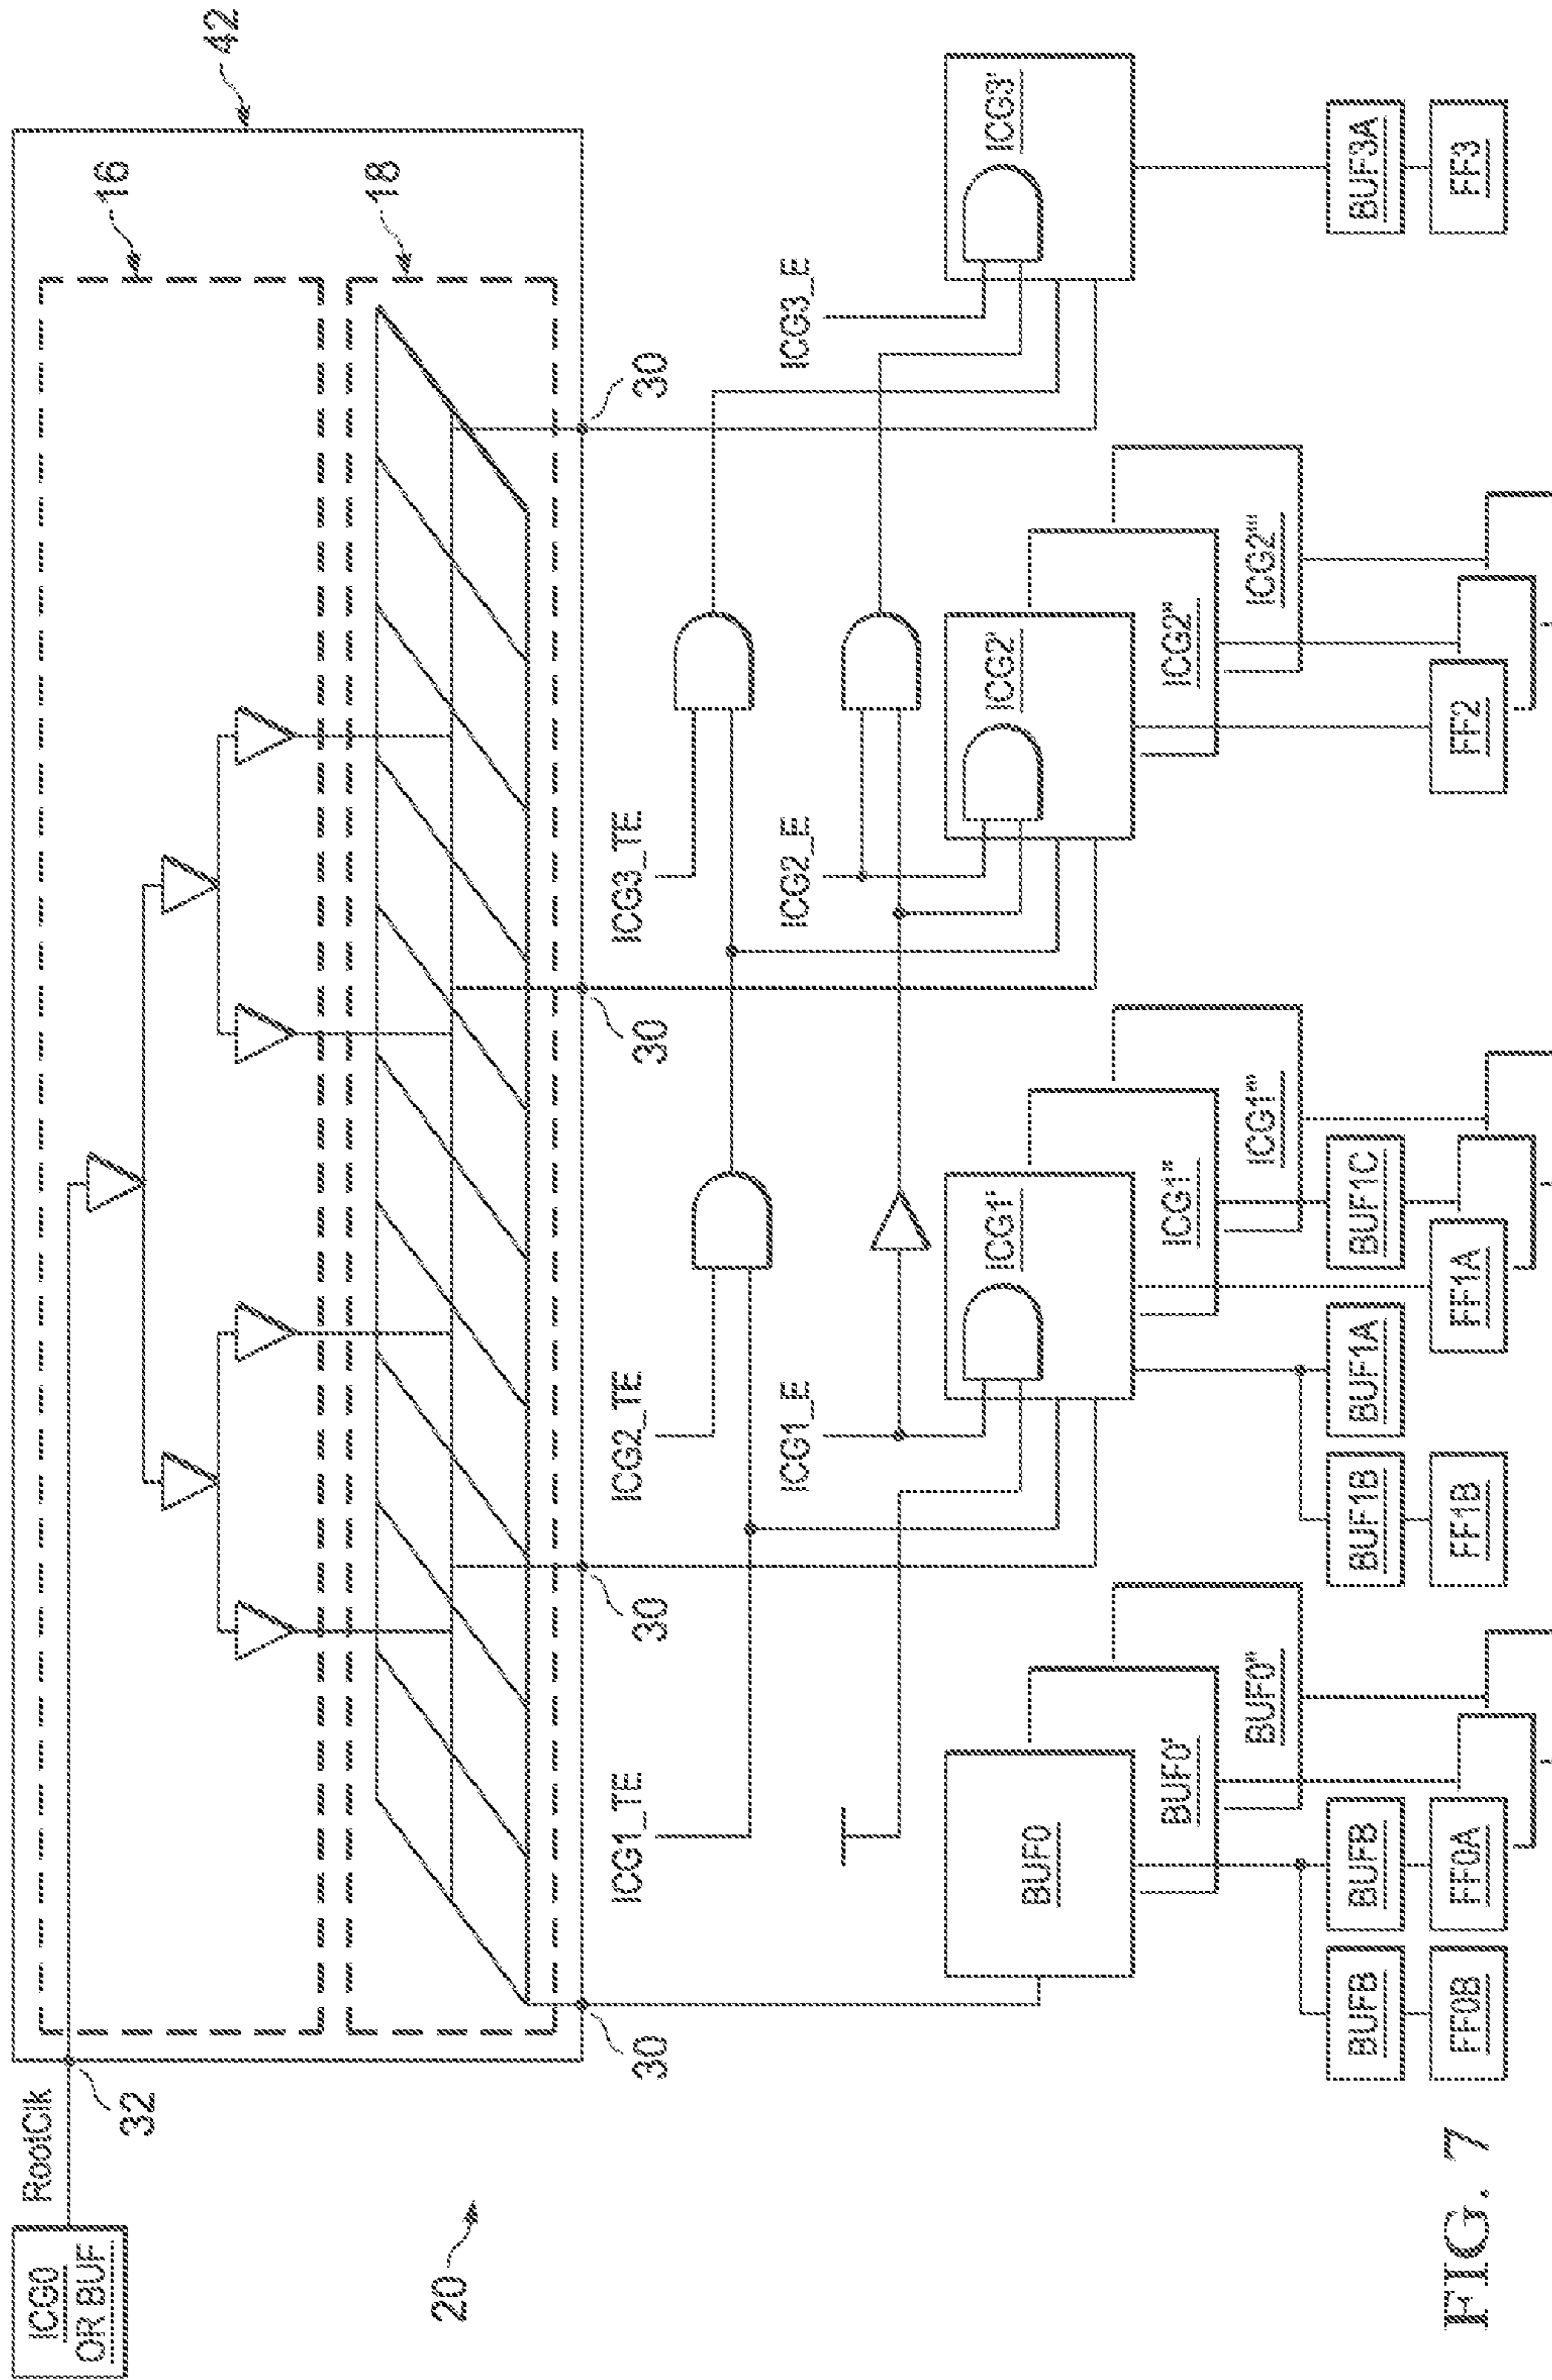 ICG0
OR BUF
RootClk
32
42
16
18
20
30
30
30
30
ICG1_TE
ICG2_TE
ICG3_TE
ICG1_E
ICG2_E
ICG3_E
BUF0
BUF0'
BUF0"
ICG1'
ICG1"
ICG1'''
ICG2'
ICG2"
ICG2'''
ICG3'
BUFB
BUFB
BUF1B
BUF1A
BUF1C
BUF3A
FF0B
FF0A
FF1B
FF1A
FF2
FF3
FIG. 7